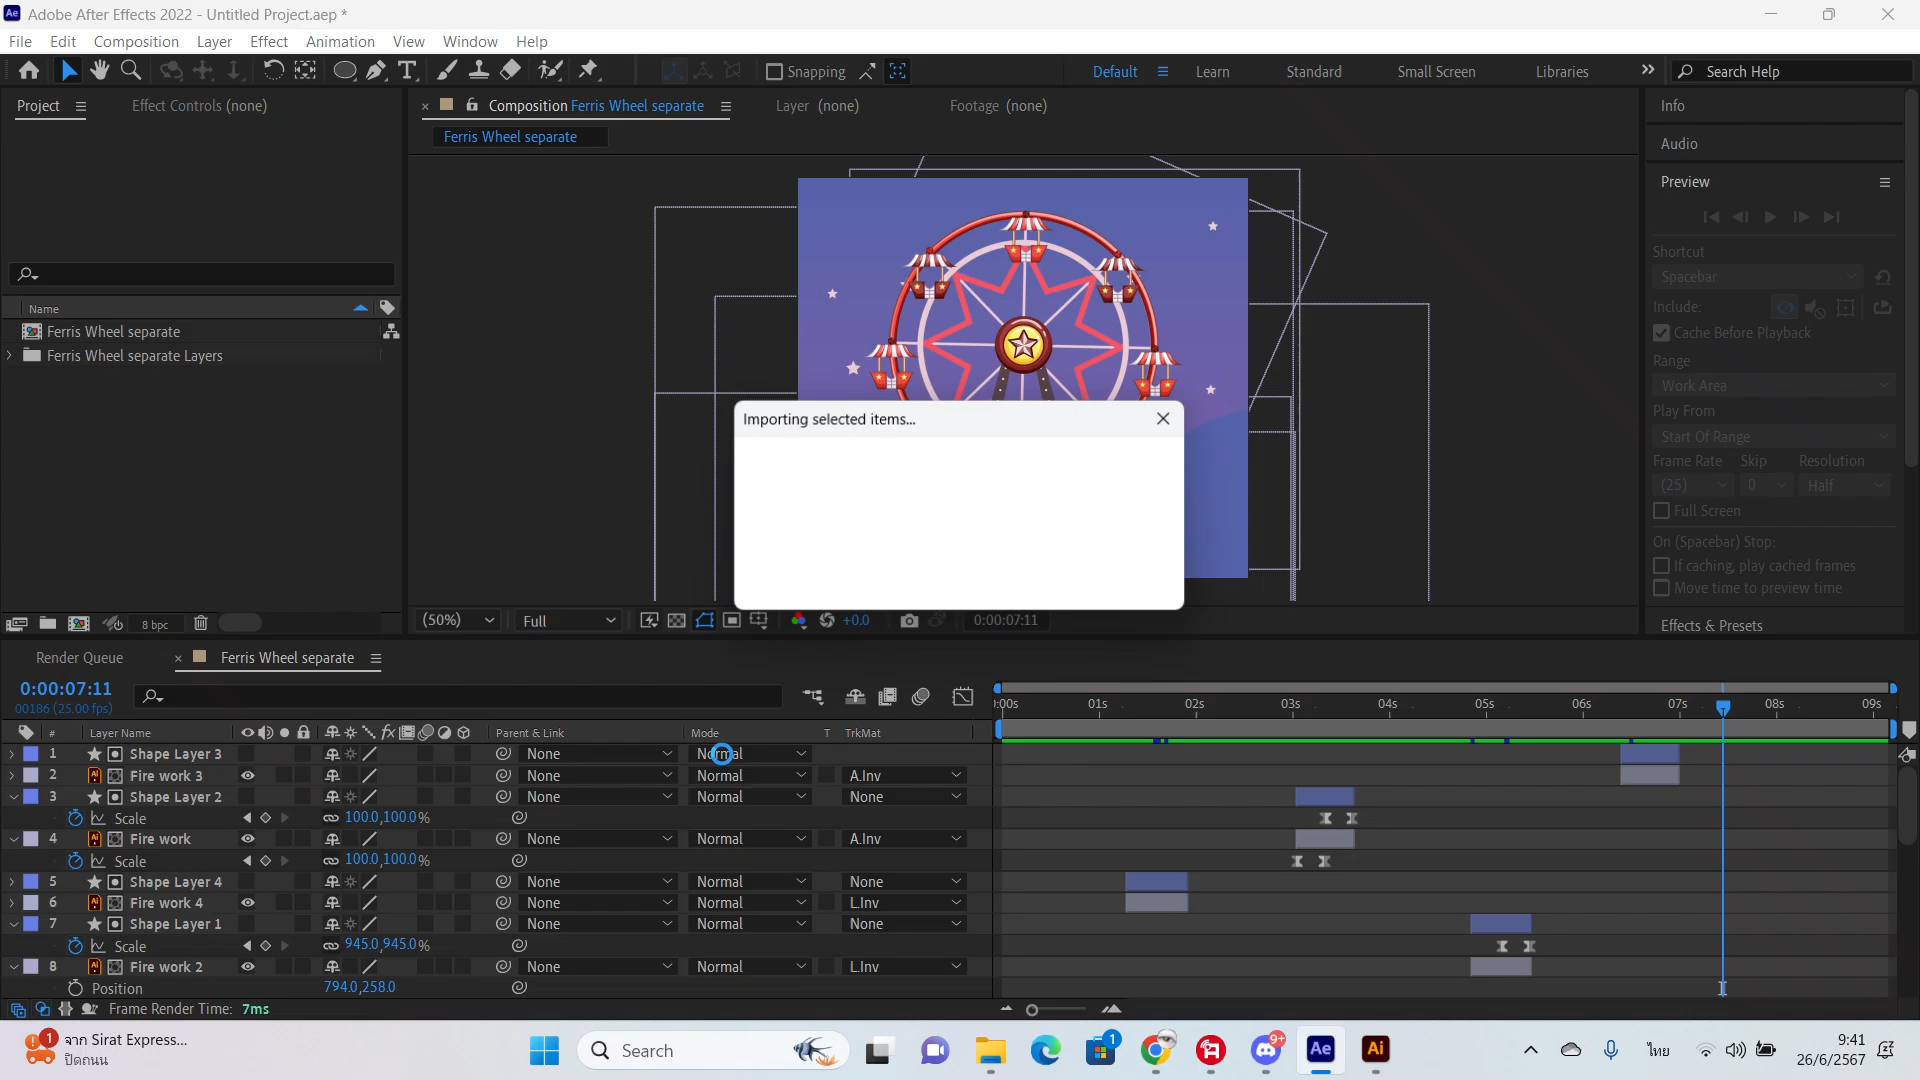 Ae Adobe After Effects 2022 - Untitled Project.aep *
File Edit Composition Layer Effect Animation View Window Help
Snapping Default Learn Standard Small Screen Libraries Search Help
Project Effect Controls (none)
Composition Ferris Wheel separate Layer (none) Footage (none)
Ferris Wheel separate
Name
Ferris Wheel separate
Ferris Wheel separate Layers
8 bpc
Importing selected items...
(50%) Full +0.0 0:00:07:11
Info
Audio
Preview
Shortcut
Spacebar
Include:
Cache Before Playback
Range
Work Area
Play From
Start Of Range
Frame Rate Skip Resolution
(25) 0 Half
Full Screen
On (Spacebar) Stop:
If caching, play cached frames
Move time to preview time
Effects & Presets
Render Queue Ferris Wheel separate
0:00:07:11
00186 (25.00 fps)
:00s 01s 02s 03s 04s 05s 06s 07s 08s 09s
# Layer Name fx Parent & Link Mode T TrkMat
1 Shape Layer 3 None Normal
2 Ai Fire work 3 None Normal A.Inv
3 Shape Layer 2 None Normal None
Scale 100.0,100.0%
4 Ai Fire work None Normal A.Inv
Scale 100.0,100.0%
5 Shape Layer 4 None Normal None
6 Ai Fire work 4 None Normal L.Inv
7 Shape Layer 1 None Normal None
Scale 945.0,945.0%
8 Ai Fire work 2 None Normal L.Inv
Position 794.0,258.0
Frame Render Time: 7ms
1 จาก Sirat Express...
ปิดถนน
Search
1
9+
Ae
Ai
ไทย
9:41
26/6/2567